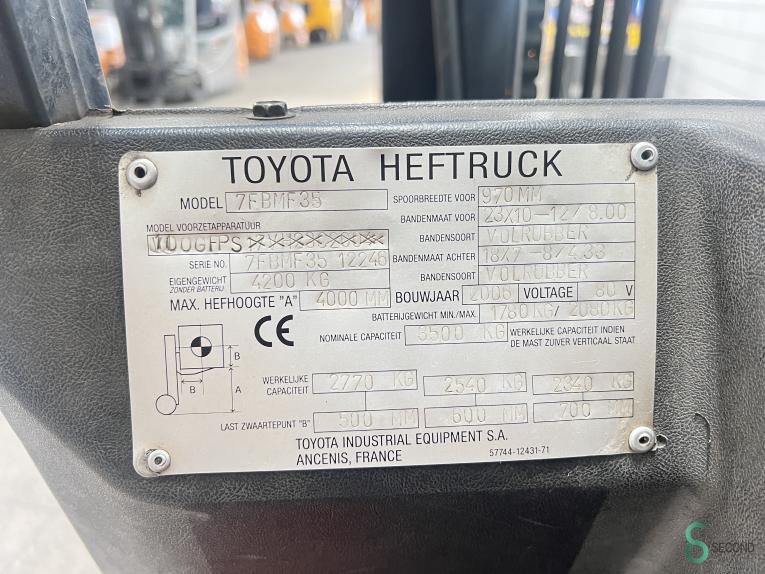 TOYOTA HEFTRUCK
MODEL 7FBMF35
MODEL VOORZETAPPARATUUR
SERIE NO. 7FBMF35 12246
EIGENGEWICHT 4200 KG
ZONDER BATTERIJ
MAX. HEFHOOGTE "A" 4000 MM
SPOORBREEDTE VOOR 970 MM
BANDENMAAT VOOR 23X10-12/8.00
BANDENSOORT VOLRUBBER
BANDENMAAT ACHTER 18X7-8/4.33
BANDENSOORT VOLRUBBER
BOUWJAAR VOLTAGE 80 V
BATTERIJGEWICHT MIN./MAX. 1780 KG/ 2080 KG
NOMINALE CAPACITEIT 3500 KG
WERKELIJKE CAPACITEIT INDIEN
DE MAST ZUIVER VERTICAAL STAAT
CE
B
B
A
WERKELIJKE
CAPACITEIT
2770 KG 2540 KG 2340 KG
LAST ZWAARTEPUNT "B" 500 MM 600 MM 700 MM
TOYOTA INDUSTRIAL EQUIPMENT S.A.
ANCENIS, FRANCE
57744-12431-71
SECOND